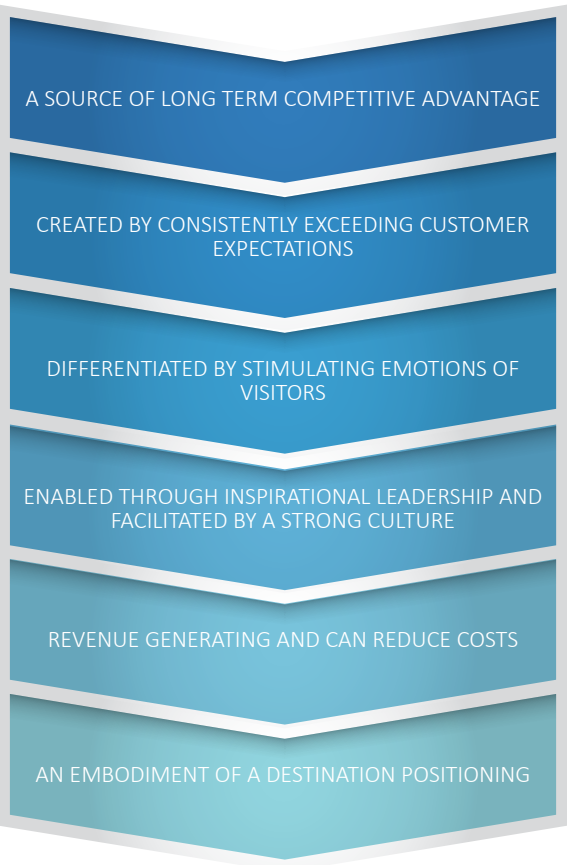 A SOURCE OF LONG TERM COMPETITIVE ADVANTAGE
CREATED BY CONSISTENTLY EXCEEDING CUSTOMER
EXPECTATIONS
DIFFERENTIATED BY STIMULATING EMOTIONS OF
VISITORS
ENABLED THROUGH INSPIRATIONAL LEADERSHIP AND
FACILITATED BY A STRONG CULTURE
REVENUE GENERATING AND CAN REDUCE COSTS
AN EMBODIMENT OF A DESTINATION POSITIONING